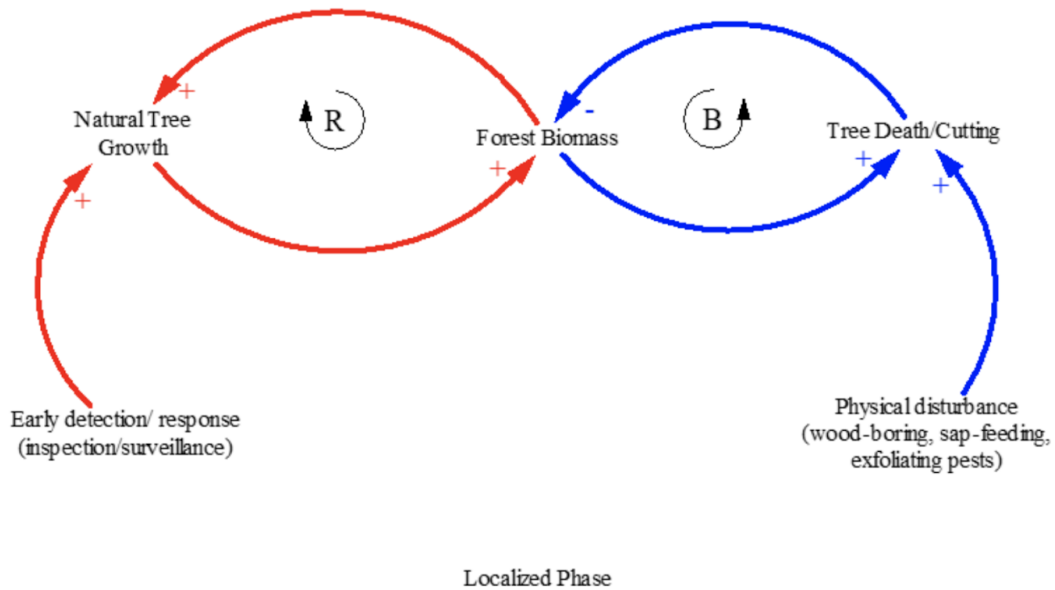 +
-
R
B
Natural Tree
Growth
Forest Biomass
Tree Death/Cutting
+
+
+
+
Early detection/ response
(inspection/surveillance)
Physical disturbance
(wood-boring, sap-feeding,
exfoliating pests)
Localized Phase